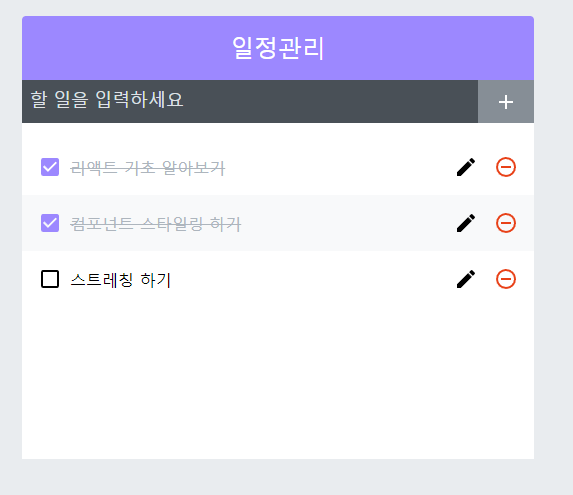 일정관리
할 일을 입력하세요
리액트 기초 알아보기
컴포넌트 스타일링 하기
스트레칭 하기